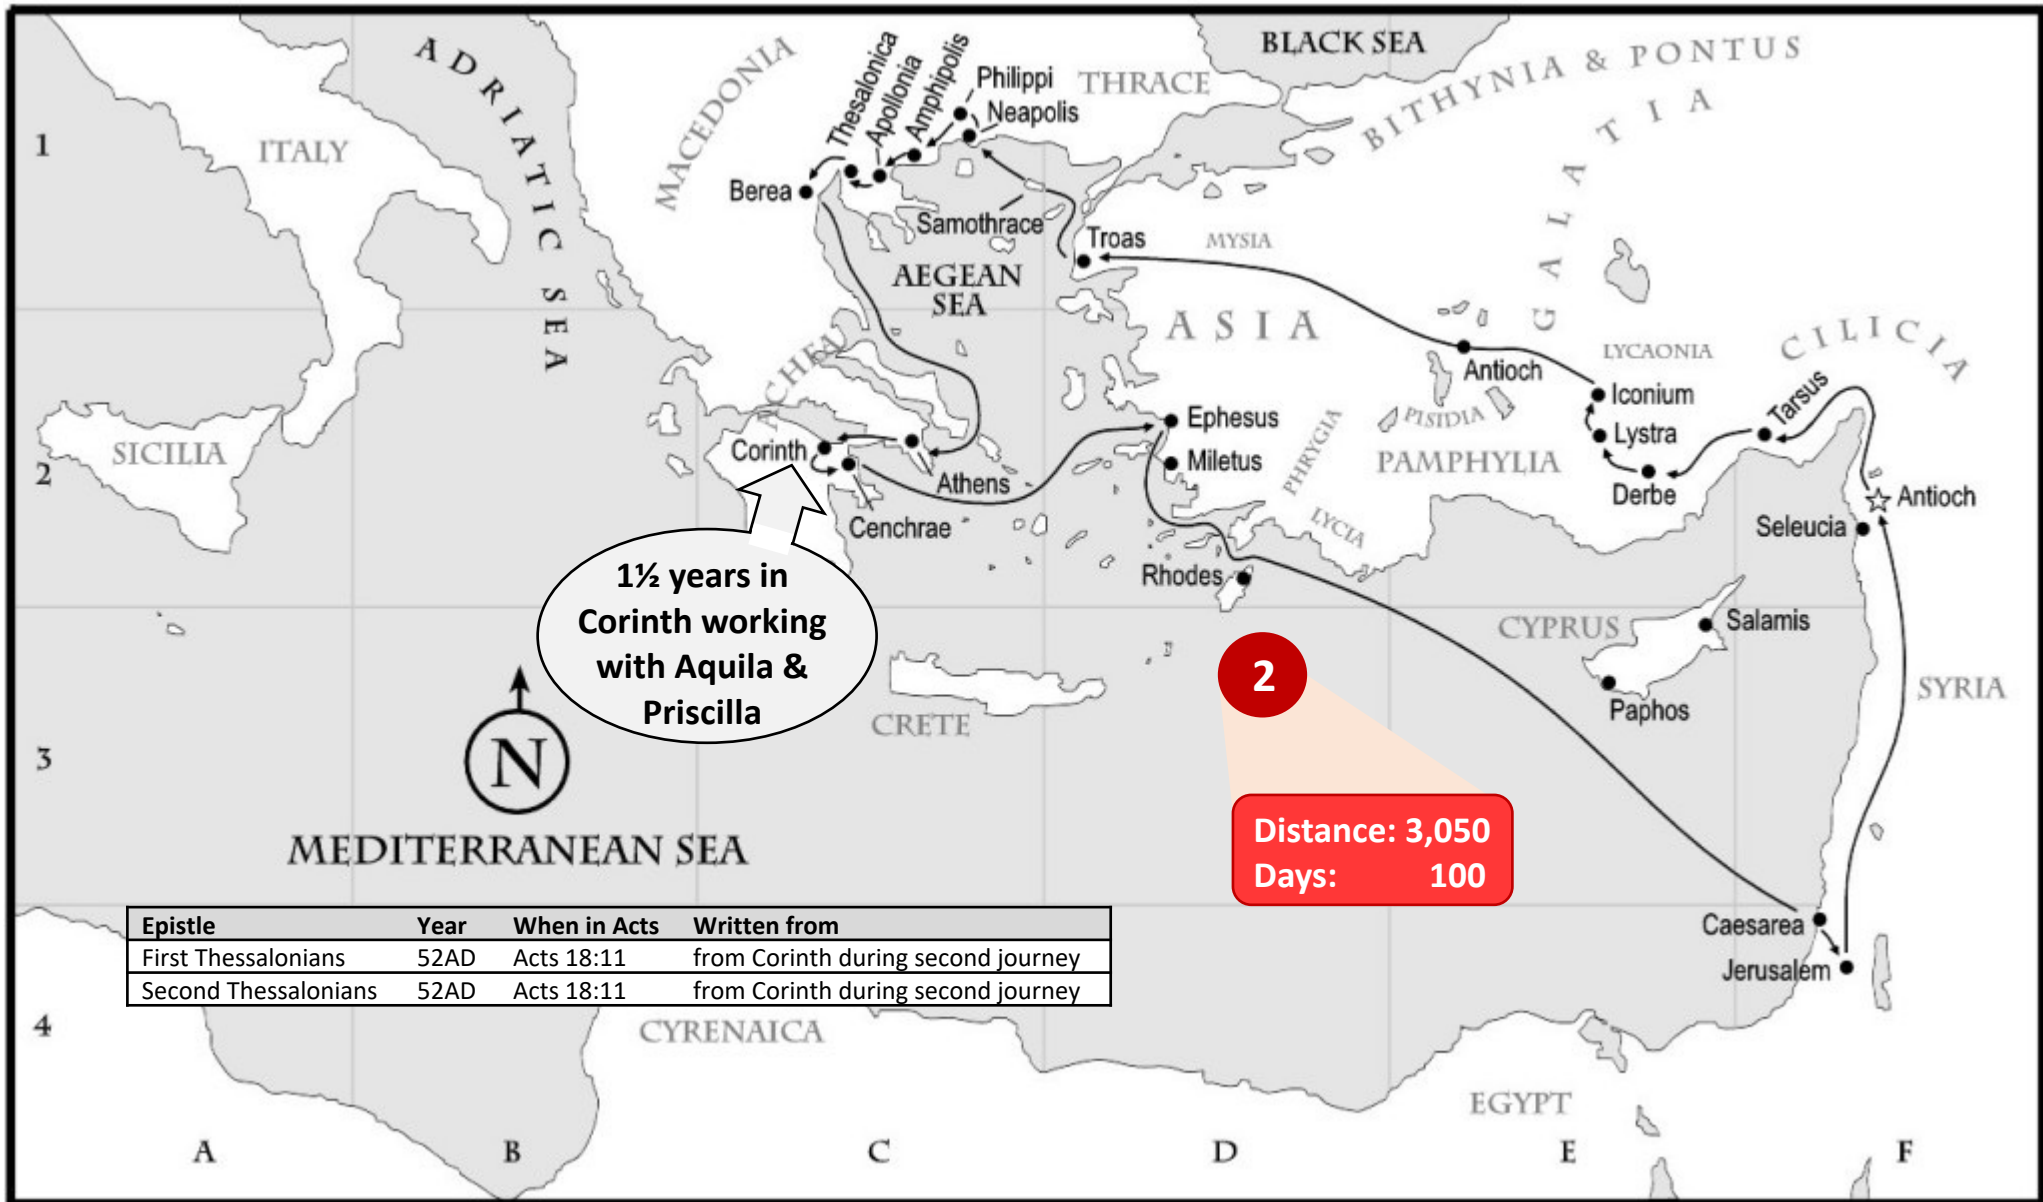 BLACK SEA
ADRIATIC SEA
MACEDONIA
Thesalonica
Apollonia
Amphipolis
Philippi
Neapolis
THRACE
BITHYNIA & PONTUS
GALATIA
1
ITALY
Berea
Samothrace
Troas
MYSIA
AEGEAN
SEA
ASIA
ACHEA
Antioch
LYCAONIA
CILICIA
Iconium
Tarsus
Ephesus
PISIDIA
Lystra
SICILIA
Corinth
Miletus
PHRYGIA
PAMPHYLIA
2
Athens
Derbe
Antioch
Cenchrae
LYCIA
Seleucia
Rhodes
1½ years in
Corinth working
with Aquila &
Priscilla
CYPRUS
Salamis
2
SYRIA
Paphos
CRETE
3
N
MEDITERRANEAN SEA
Distance: 3,050
Days: 100
Epistle Year When in Acts Written from
First Thessalonians 52AD Acts 18:11 from Corinth during second journey
Second Thessalonians 52AD Acts 18:11 from Corinth during second journey
Caesarea
Jerusalem
4
CYRENAICA
EGYPT
A B C D E F